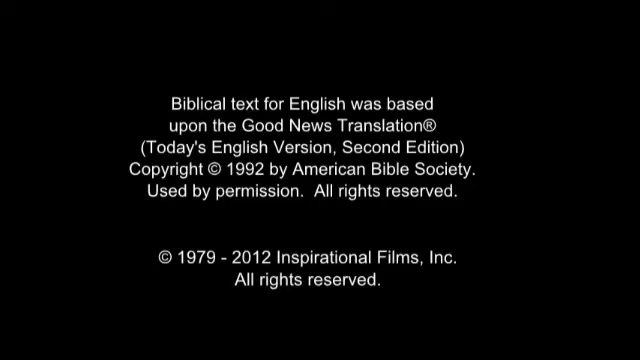 Biblical text for English was based
upon the Good News Translation®
(Today's English Version, Second Edition)
Copyright © 1992 by American Bible Society.
Used by permission.  All rights reserved.
© 1979 - 2012 Inspirational Films, Inc.
All rights reserved.